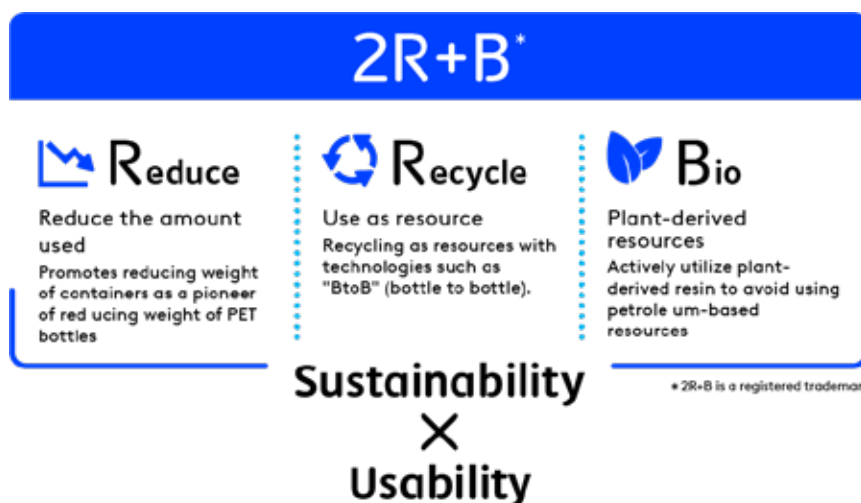 2R+B*
Reduce
Reduce the amount
used
Promotes reducing weight
of containers as a pioneer
of red ucing weight of PET
bottles
Recycle
Use as resource
Recycling as resources with
technologies such as
"BtoB" (bottle to bottle).
Bio
Plant-derived
resources
Actively utilize plant-
derived resin to avoid using
petrole um-based
resources
Sustainability
* 2R+B is a registered trademar
×
Usability